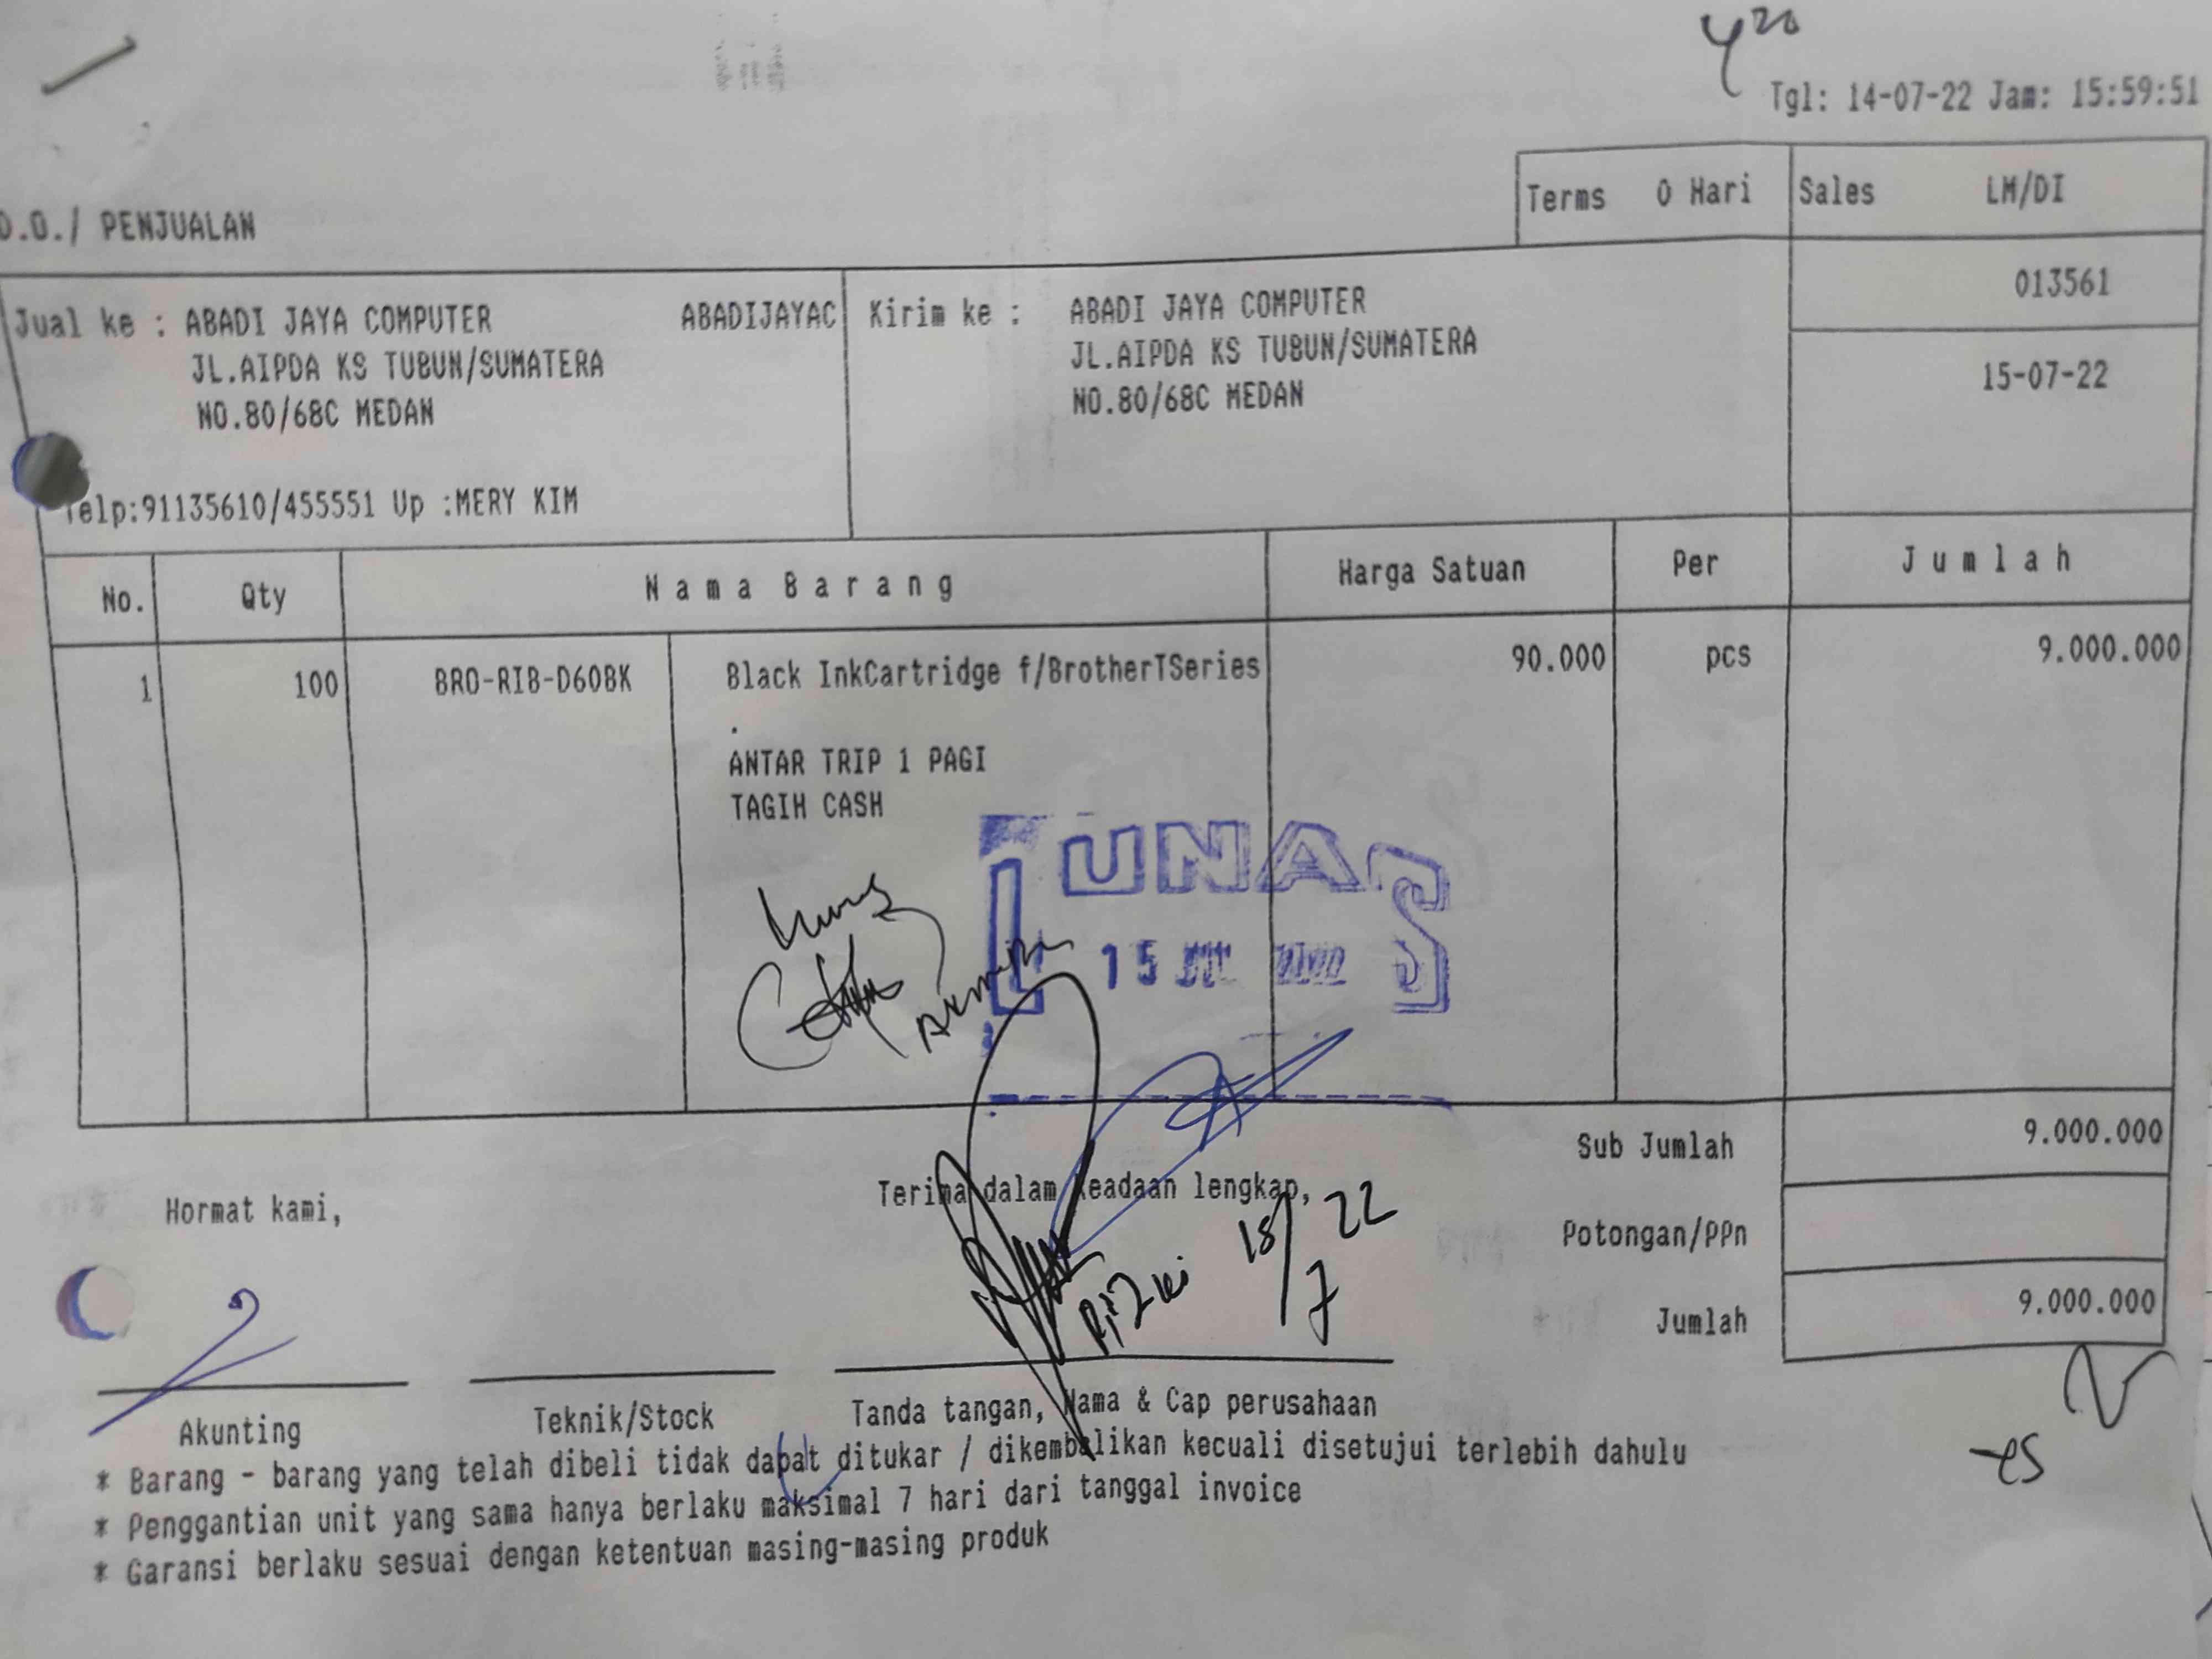 Tgl: 14-07-22 Jam: 15:59:51
Terms 0 Hari Sales LM/DI
D.O./ PENJUALAN
013561
15-07-22
Jual ke : ABADI JAYA COMPUTER ABADIJAYAC
JL.AIPDA KS TUBUN/SUMATERA
NO.80/68C MEDAN
Telp:91135610/455551 Up :MERY KIM
Kirim ke : ABADI JAYA COMPUTER
JL.AIPDA KS TUBUN/SUMATERA
NO.80/68C MEDAN
No. Qty Nama Barang Harga Satuan Per Jumlah
1 100 BRO-RIB-D60BK Black InkCartridge f/BrotherTSeries 90.000 pcs 9.000.000
.
ANTAR TRIP 1 PAGI
TAGIH CASH
LUNAS
15
Sub Jumlah 9.000.000
Potongan/PPn
Jumlah 9.000.000
Hormat kami,
Terima dalam keadaan lengkap,
Rizki 15/7 22
Akunting Teknik/Stock Tanda tangan, Nama & Cap perusahaan
* Barang - barang yang telah dibeli tidak dapat ditukar / dikembalikan kecuali disetujui terlebih dahulu
* Penggantian unit yang sama hanya berlaku maksimal 7 hari dari tanggal invoice
* Garansi berlaku sesuai dengan ketentuan masing-masing produk